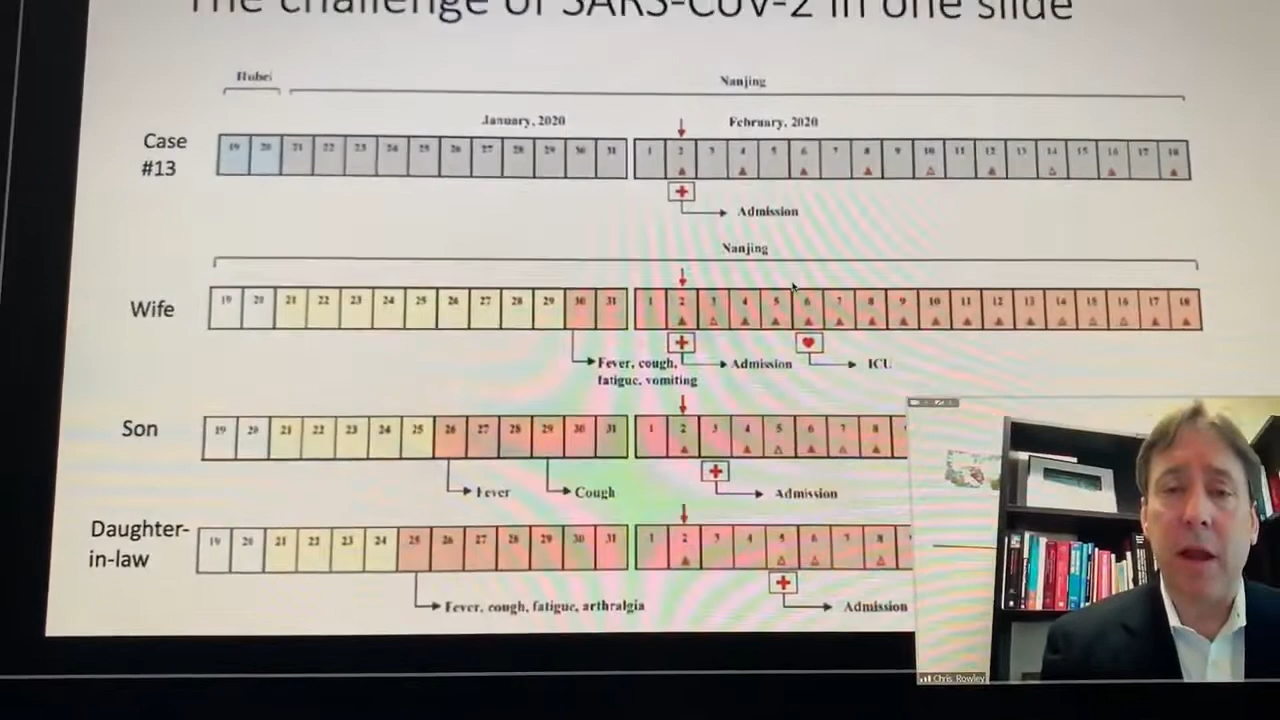 The challenge of SARS-CoV-2 in one slide
Hubei
Nanjing
January, 2020
February, 2020
Case
#13
19 20 21 22 23 24 25 26 27 28 29 30 31 1 2 3 4 5 6 7 8 9 10 11 12 13 14 15 16 17 18
Admission
Nanjing
Wife
19 20 21 22 23 24 25 26 27 28 29 30 31 1 2 3 4 5 6 7 8 9 10 11 12 13 14 15 16 17 18
Fever, cough,
fatigue, vomiting
Admission
ICU
Son
19 20 21 22 23 24 25 26 27 28 29 30 31 1 2 3 4 5 6 7 8
Fever
Cough
Admission
Daughter-
in-law
19 20 21 22 23 24 25 26 27 28 29 30 31 1 2 3 4 5 6 7 8
Fever, cough, fatigue, arthralgia
Admission
Chris Rowley